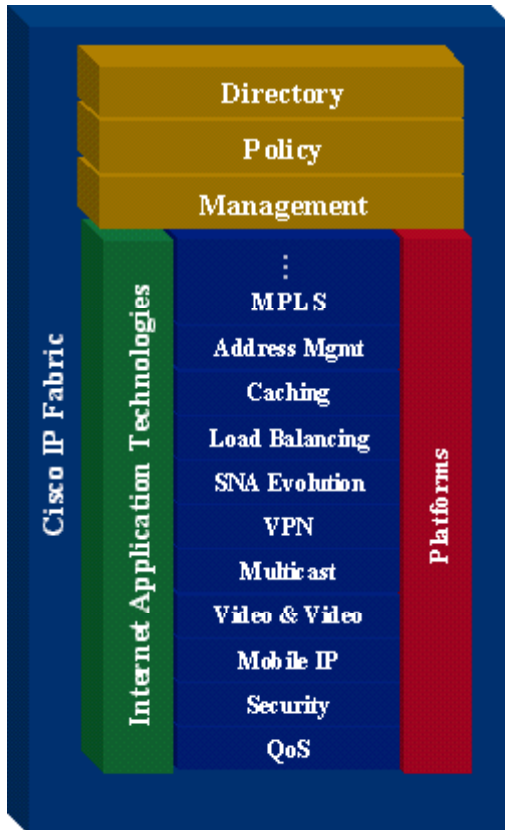 Directory
Policy
Management
Cisco IP Fabric
Internet Application Technologies
⋮
MPLS
Address Mgmt
Caching
Load Balancing
SNA Evolution
VPN
Multicast
Video & Video
Mobile IP
Security
QoS
Platforms